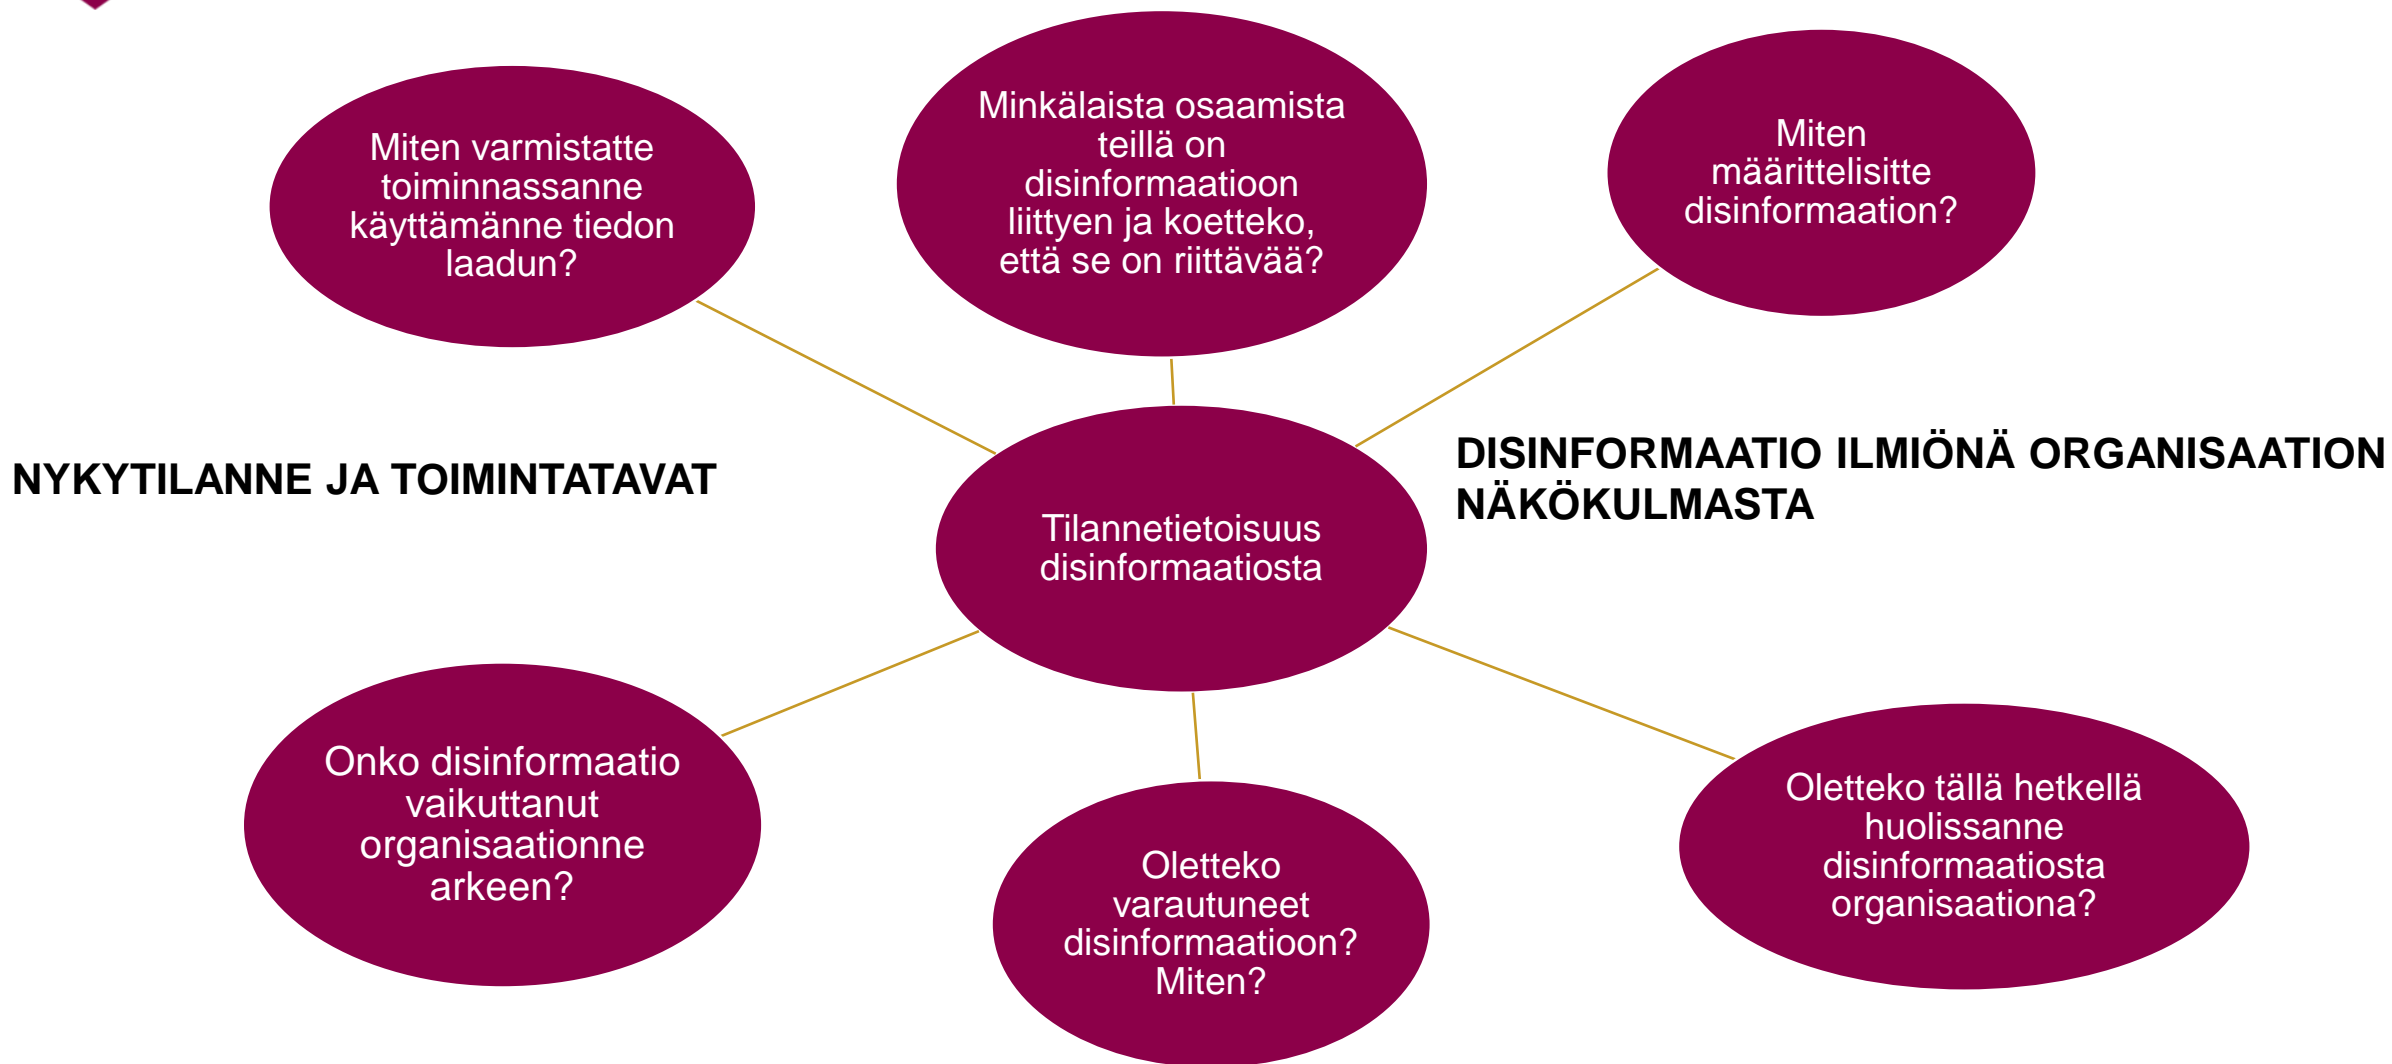 Miten varmistatte
toiminnassanne
käyttämänne tiedon
laadun?
Minkälaista osaamista
teillä on
disinformaatioon
liittyen ja koetteko,
että se on riittävää?
Miten
määrittelisitte
disinformaation?
NYKYTILANNE JA TOIMINTATAVAT
Tilannetietoisuus
disinformaatiosta
DISINFORMAATIO ILMIÖNÄ ORGANISAATION
NÄKÖKULMASTA
Onko disinformaatio
vaikuttanut
organisaationne
arkeen?
Oletteko
varautuneet
disinformaatioon?
Miten?
Oletteko tällä hetkellä
huolissanne
disinformaatiosta
organisaationa?